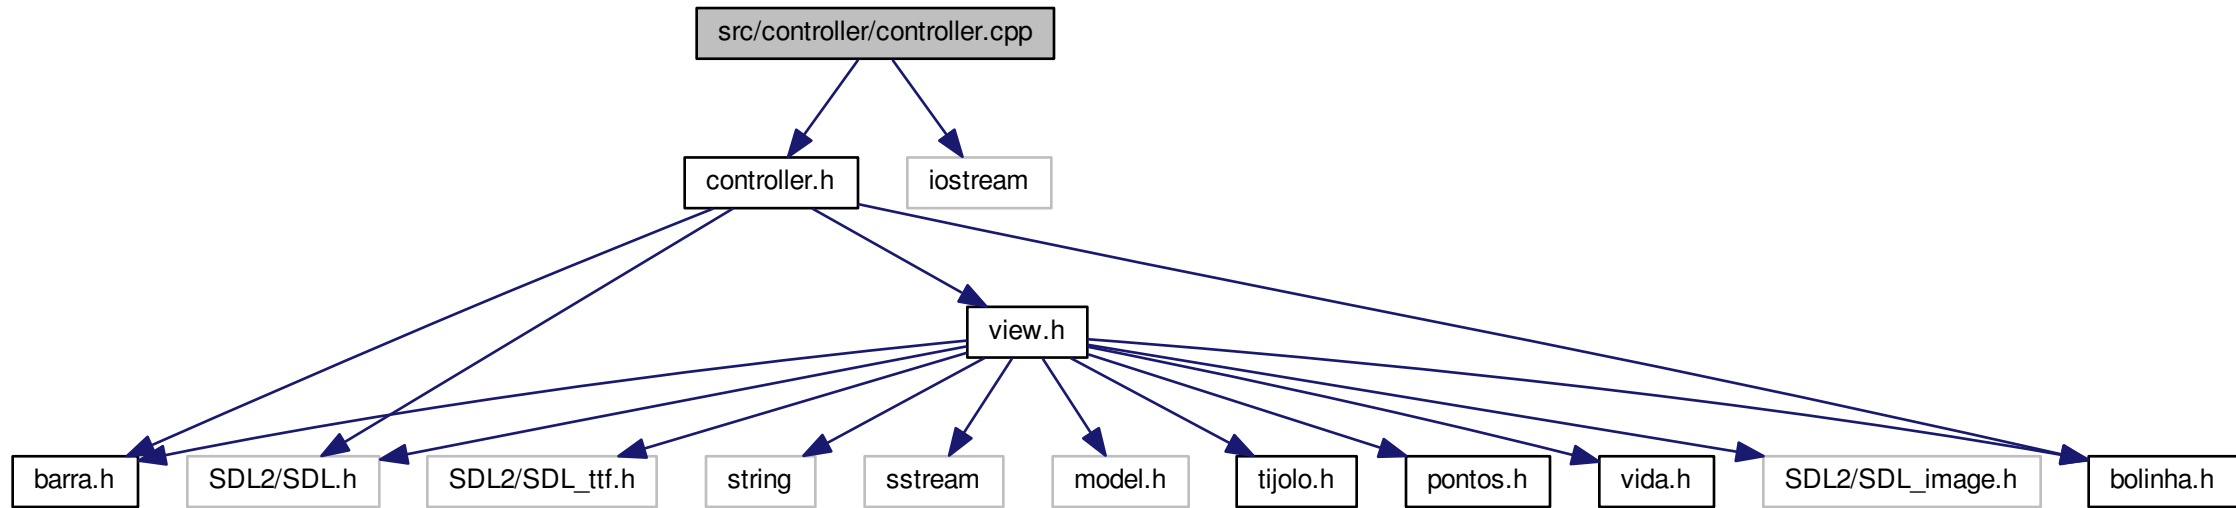 src/controller/controller.cpp
controller.h
iostream
view.h
barra.h
SDL2/SDL.h
SDL2/SDL_ttf.h
string
sstream
model.h
tijolo.h
pontos.h
vida.h
SDL2/SDL_image.h
bolinha.h